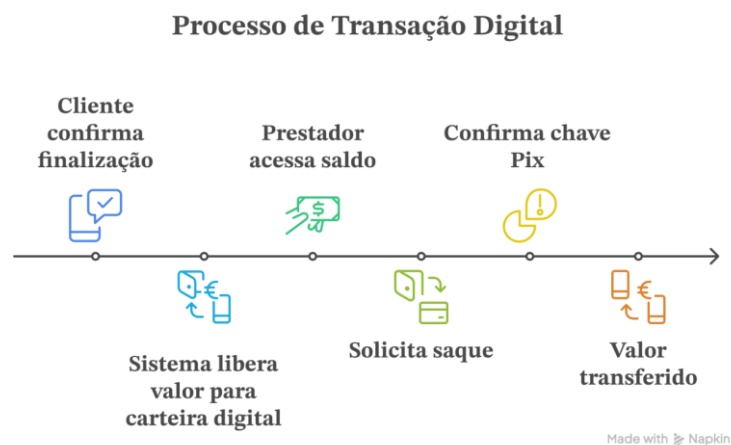 Processo de Transação Digital
Cliente
confirma
finalização
Sistema libera
valor para
carteira digital
Prestador
acessa saldo
Solicita saque
Confirma chave
Pix
Valor
transferido
Made with Napkin